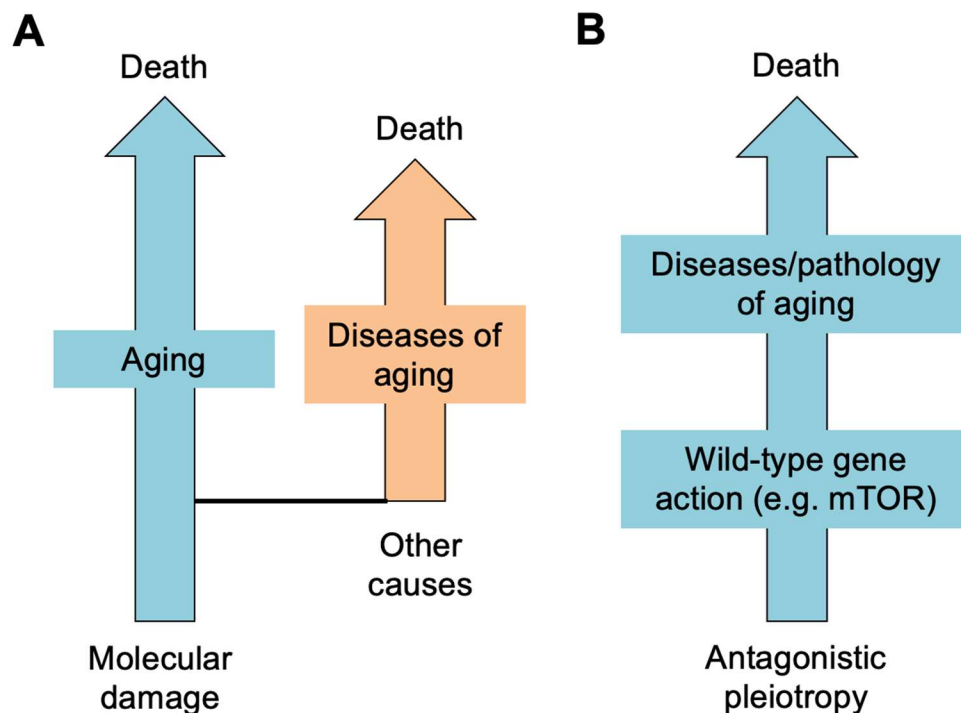 A
Death
Death
Aging
Diseases of
aging
Other
causes
Molecular
damage
B
Death
Diseases/pathology
of aging
Wild-type gene
action (e.g. mTOR)
Antagonistic
pleiotropy